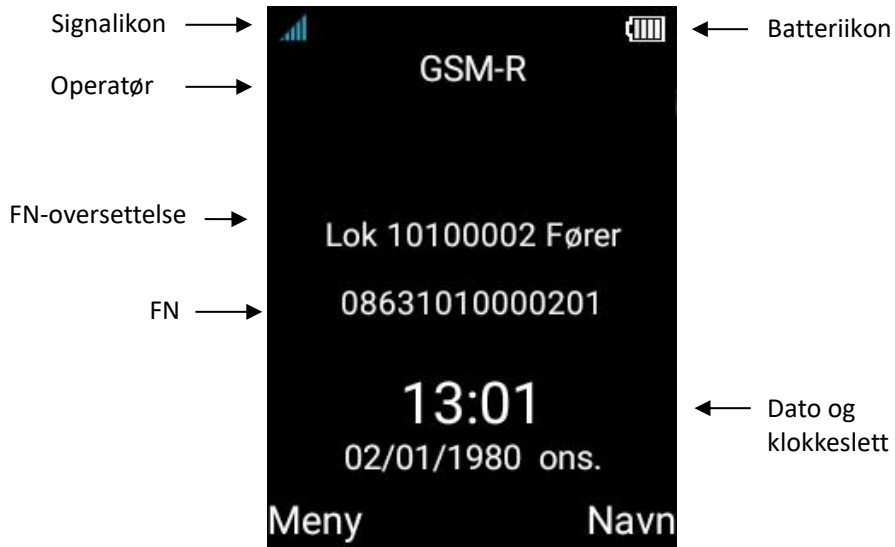 Signalikon
Batteriikon
GSM-R
Operatør
FN-oversettelse
Lok 10100002 Fører
08631010000201
FN
13:01
Dato og
klokkeslett
02/01/1980 ons.
Meny Navn